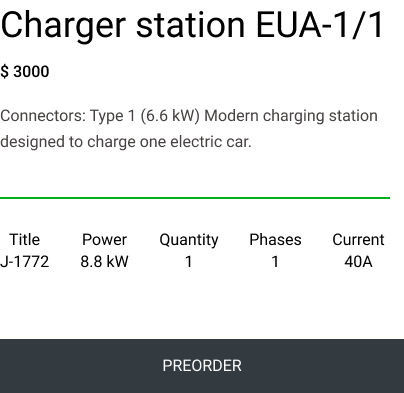 Charger station EUA-1/1
$ 3000
Connectors: Type 1 (6.6 kW) Modern charging station
designed to charge one electric car.
Title Power Quantity Phases Current
J-1772 8.8 kW 1 1 40A
PREORDER